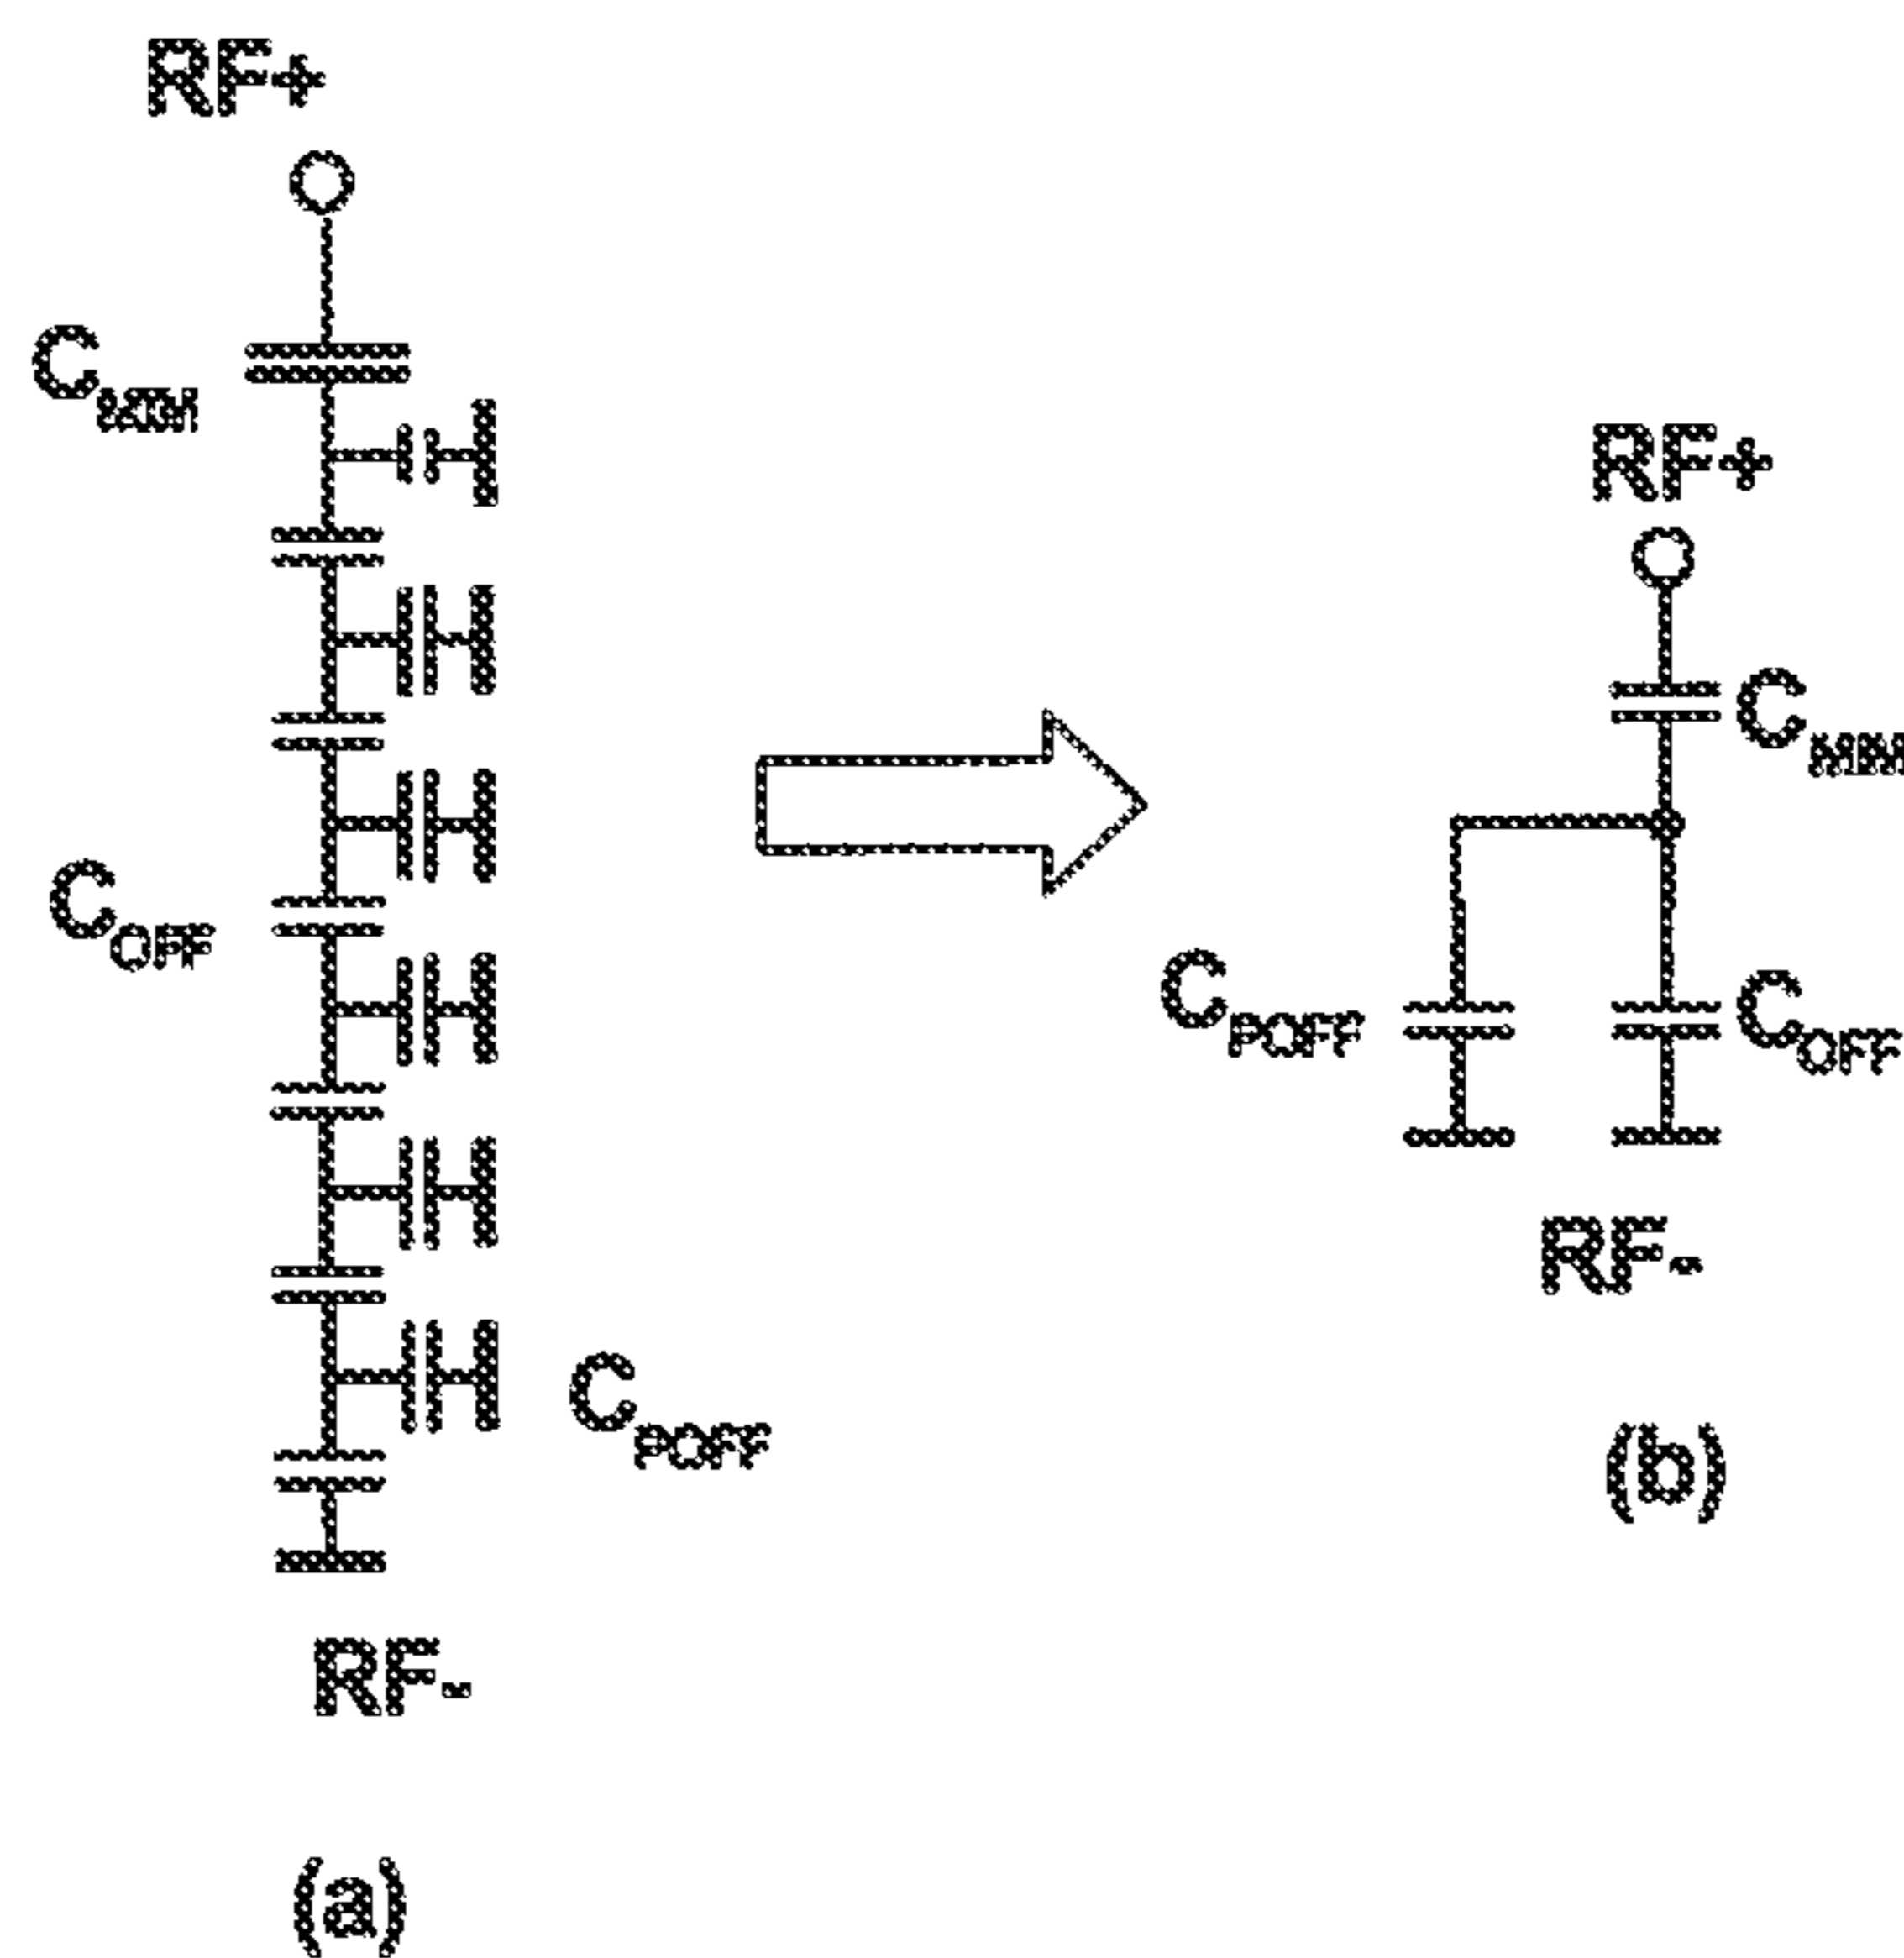 RF+
C_MIM
C_OFF
C_POFF
RF-
(a)
RF+
C_MIM
C_POFF
C_OFF
RF-
(b)